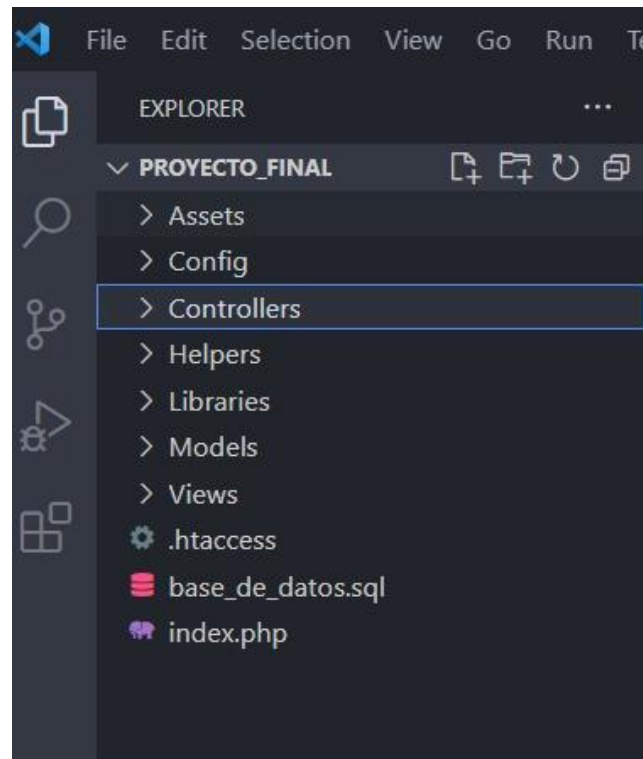 File Edit Selection View Go Run
EXPLORER
PROYECTO_FINAL
Assets
Config
Controllers
Helpers
Libraries
Models
Views
.htaccess
base_de_datos.sql
index.php